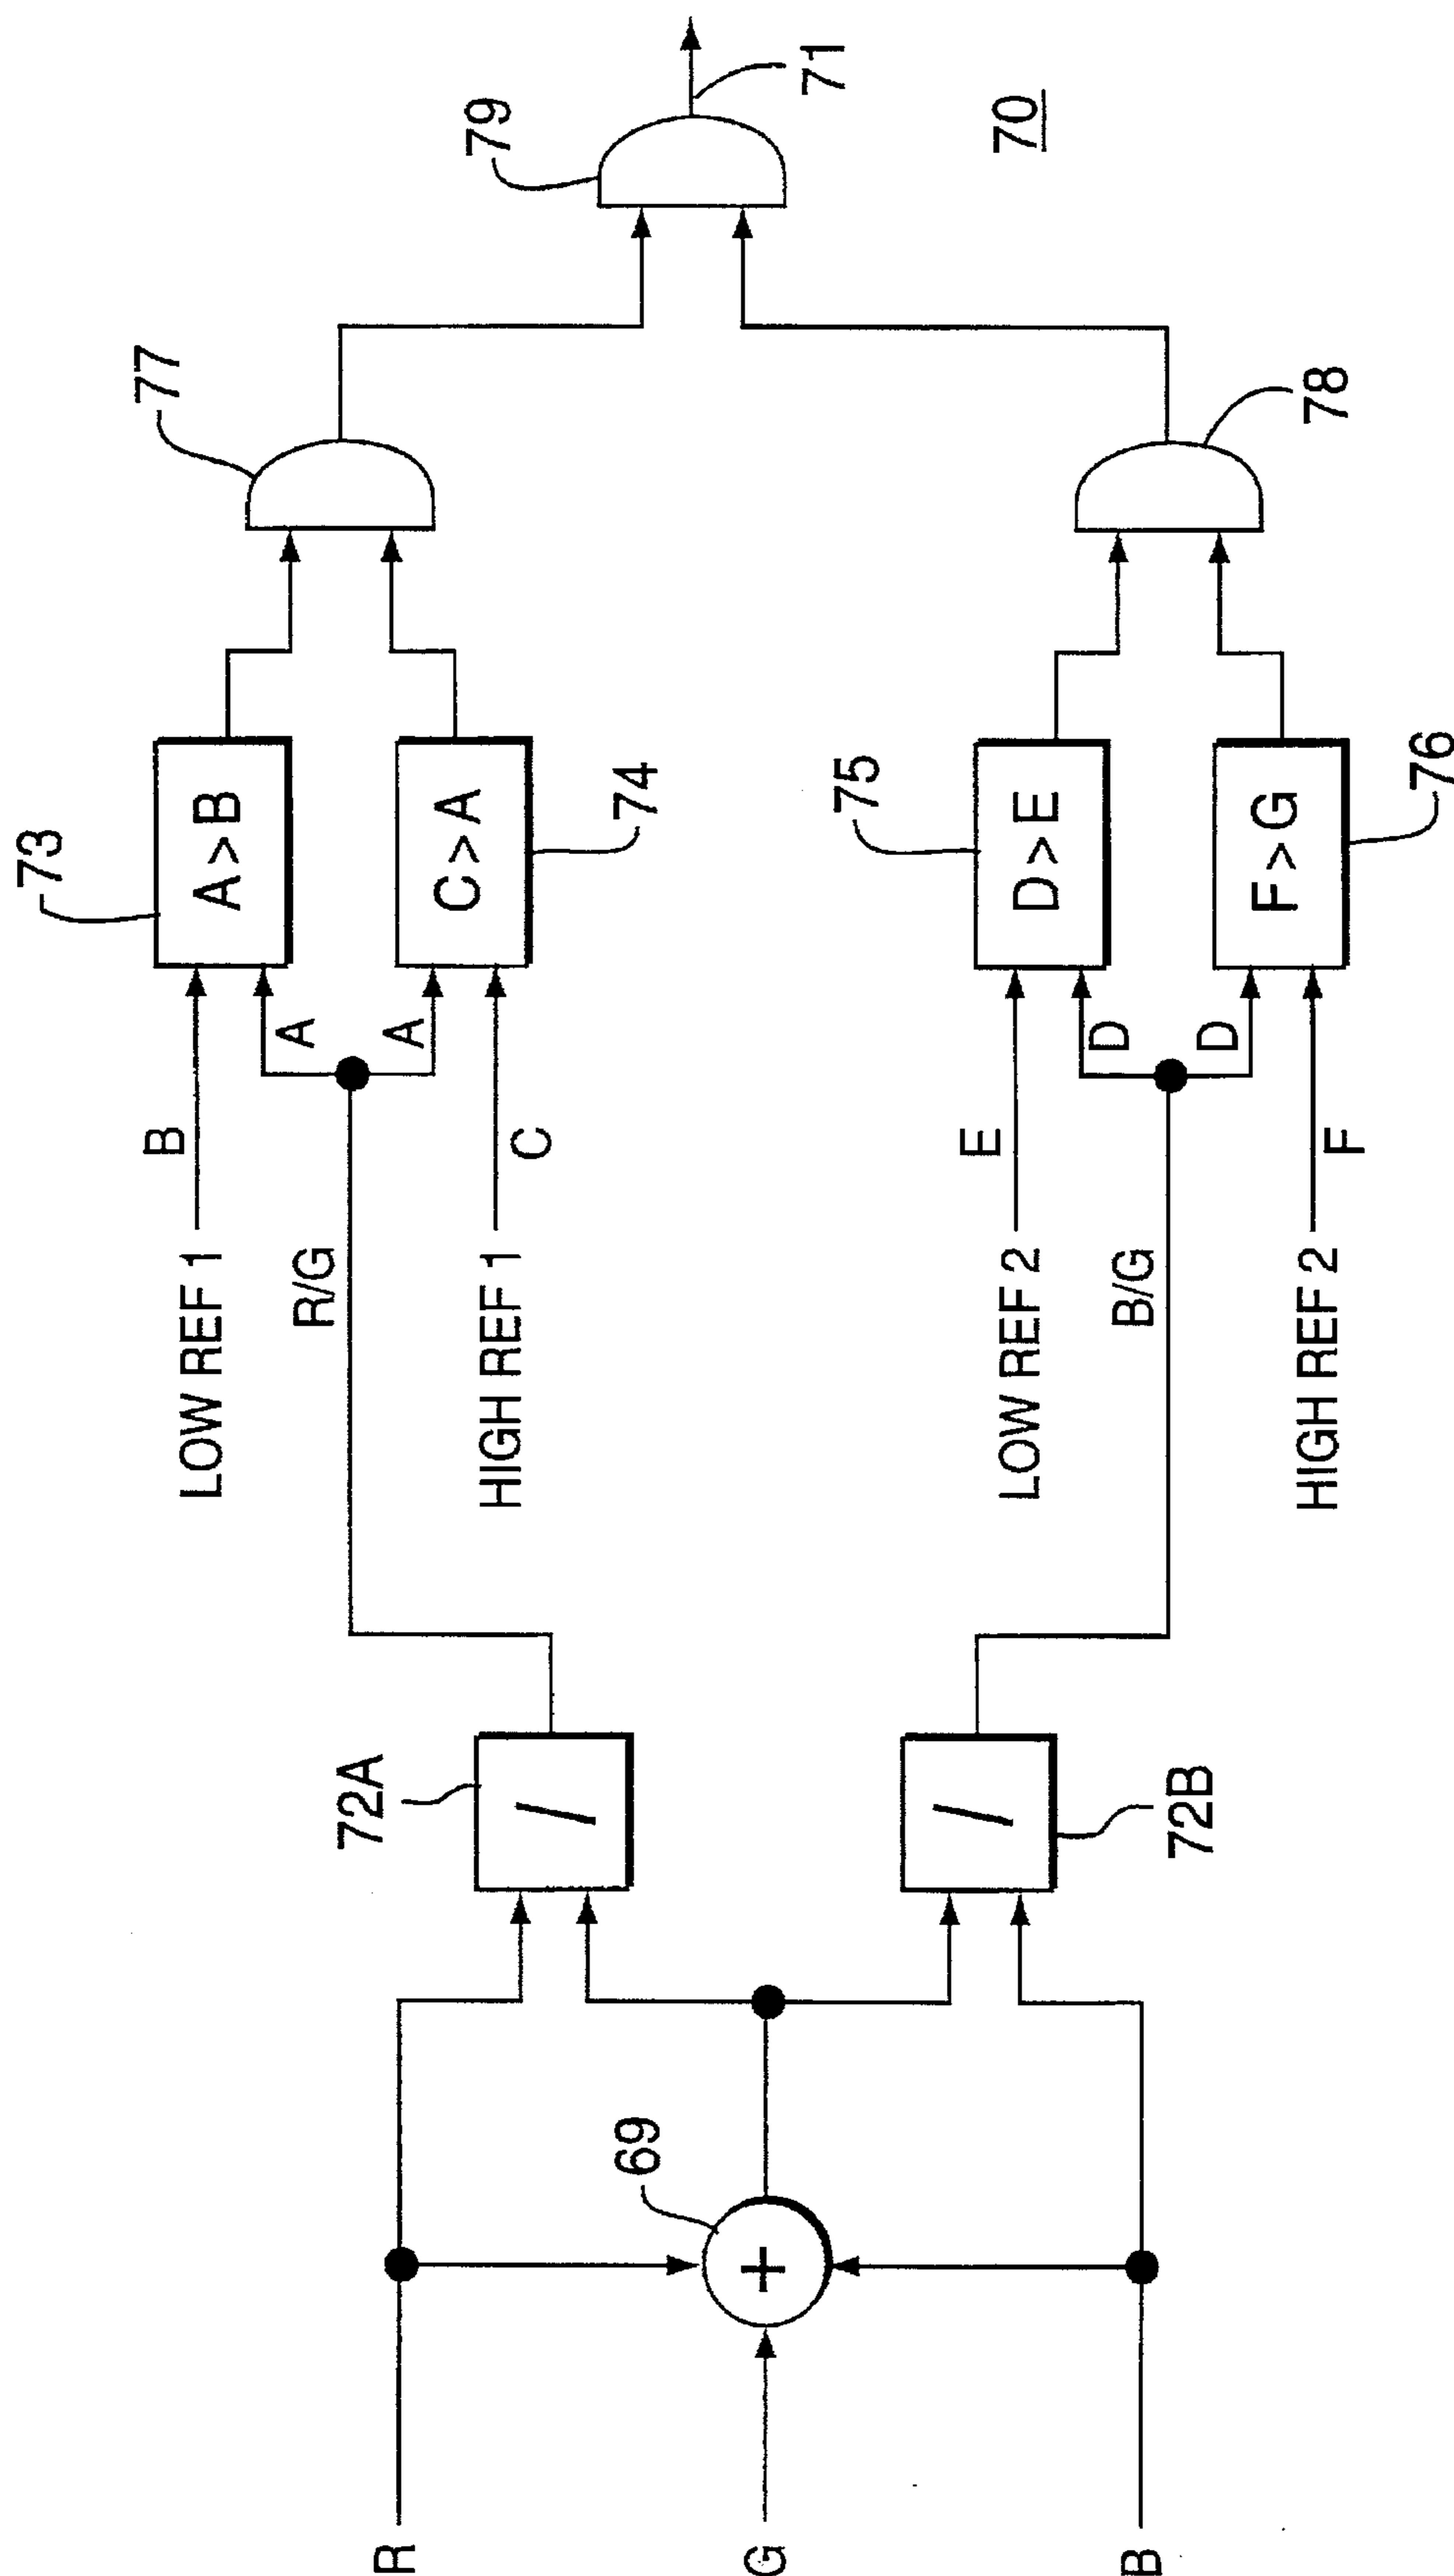 R
G
B
69
+
72A
/
72B
/
R/G
B/G
LOW REF 1
B
HIGH REF 1
C
A
A
LOW REF 2
E
HIGH REF 2
F
D
D
73
A > B
C > A
74
75
D > E
F > G
76
77
78
79
71
70